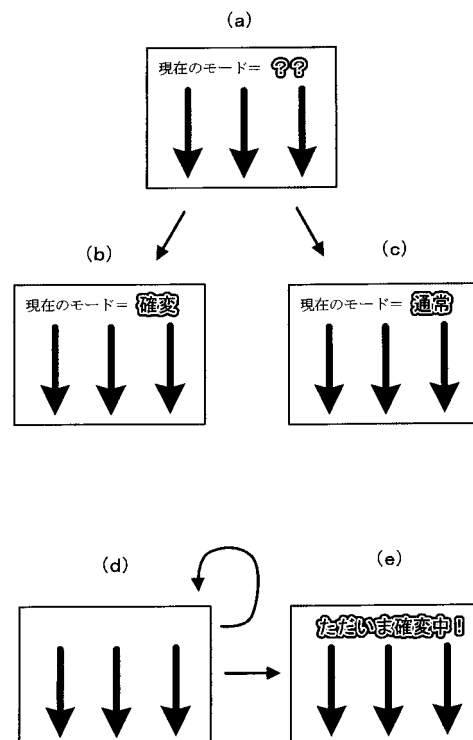 (a)
現在のモード= ??
(b)
(c)
現在のモード= 確変
現在のモード= 通常
(d)
(e)
ただいま確変中!